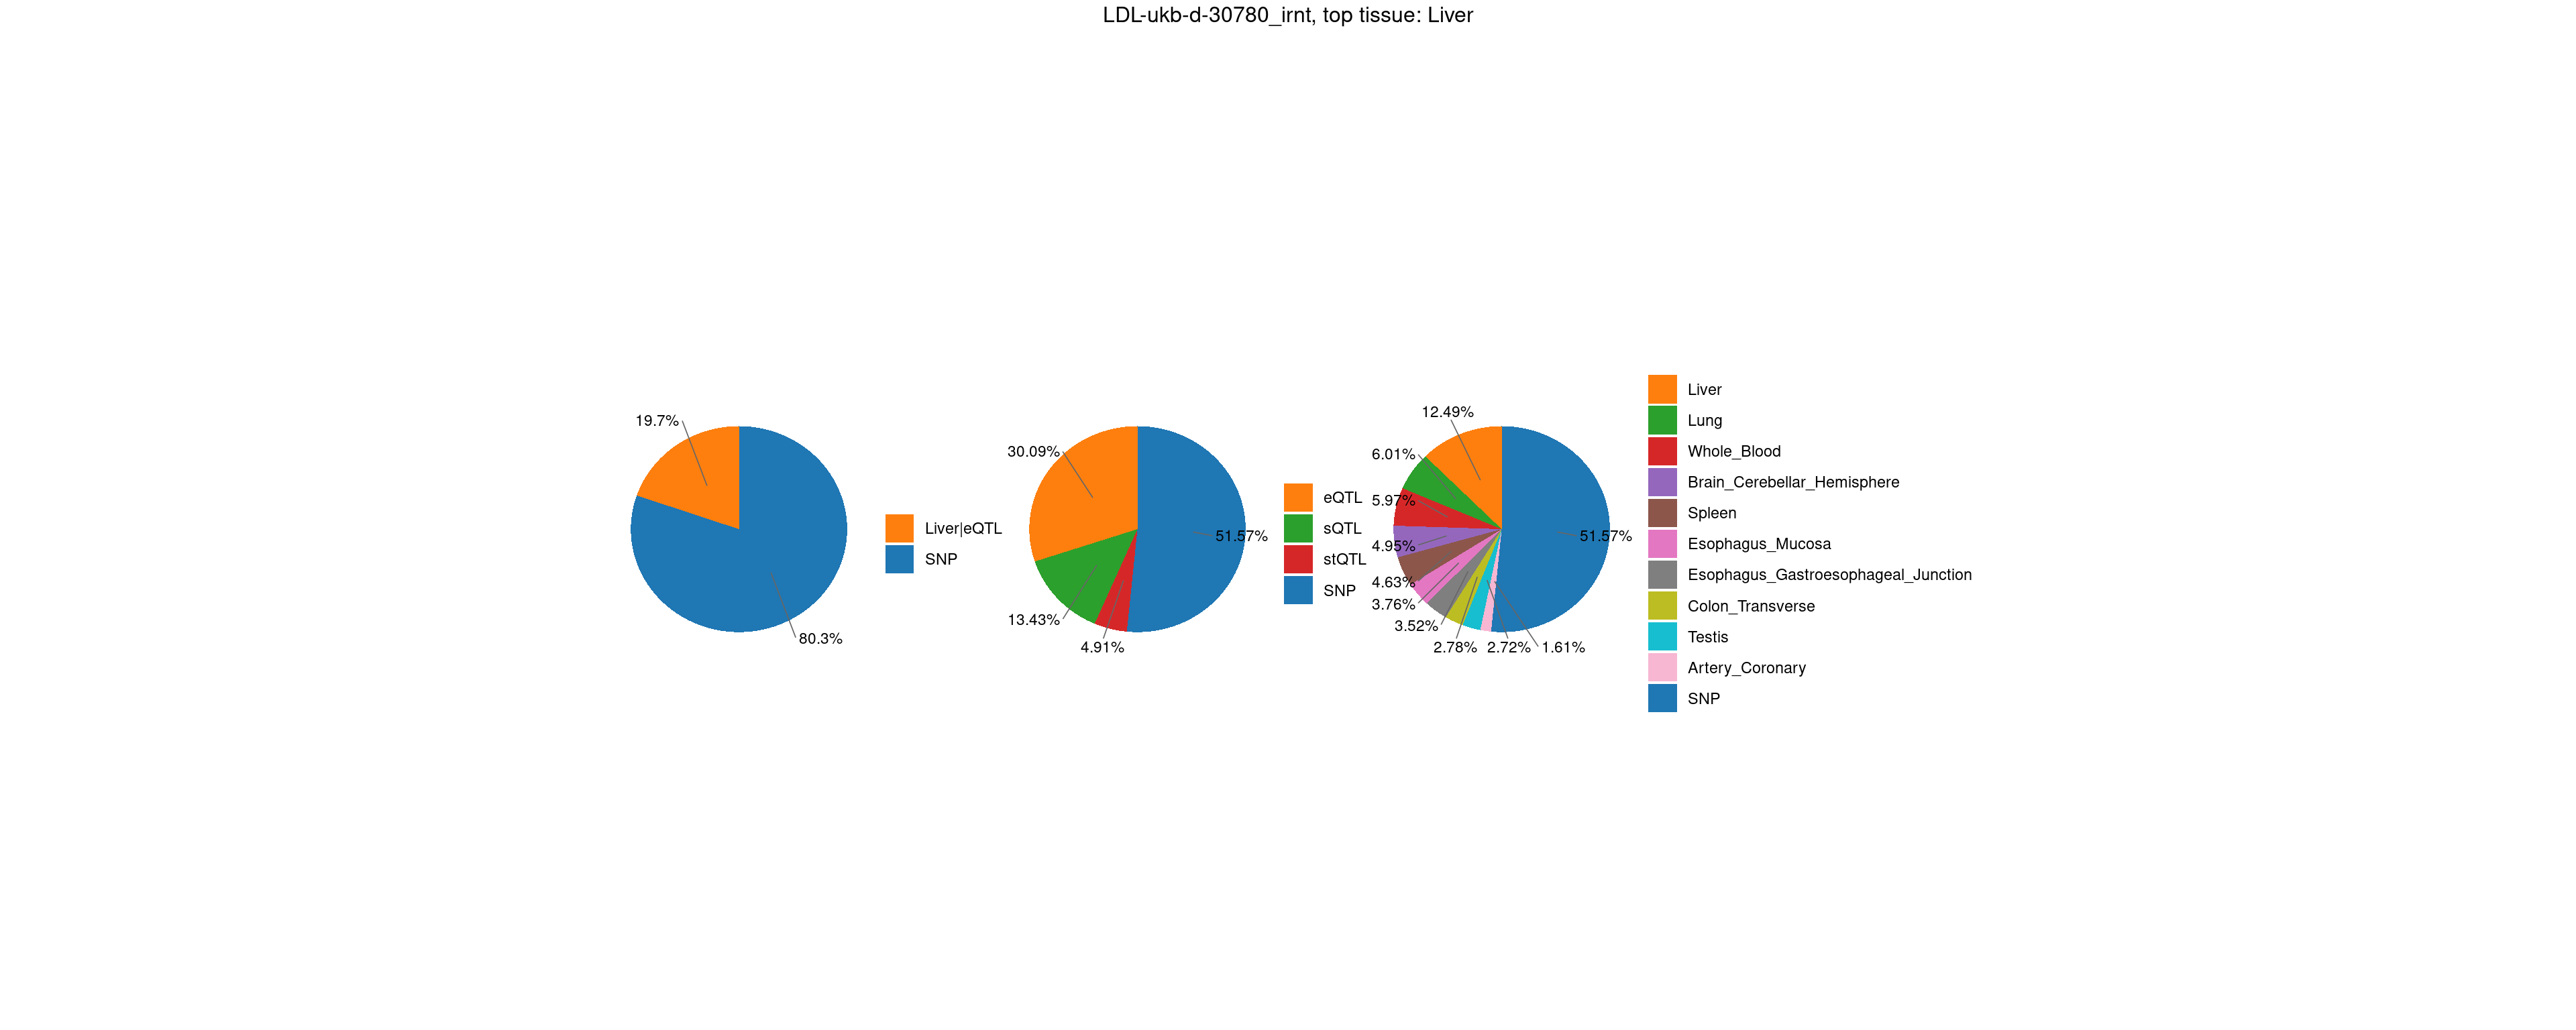 LDL-ukb-d-30780_irnt, top tissue: Liver
19.7%
80.3%
Liver|eQTL
SNP
30.09%
51.57%
13.43%
4.91%
eQTL
sQTL
stQTL
SNP
12.49%
6.01%
5.97%
51.57%
4.95%
4.63%
3.76%
3.52%
2.78%
2.72%
1.61%
Liver
Lung
Whole_Blood
Brain_Cerebellar_Hemisphere
Spleen
Esophagus_Mucosa
Esophagus_Gastroesophageal_Junction
Colon_Transverse
Testis
Artery_Coronary
SNP